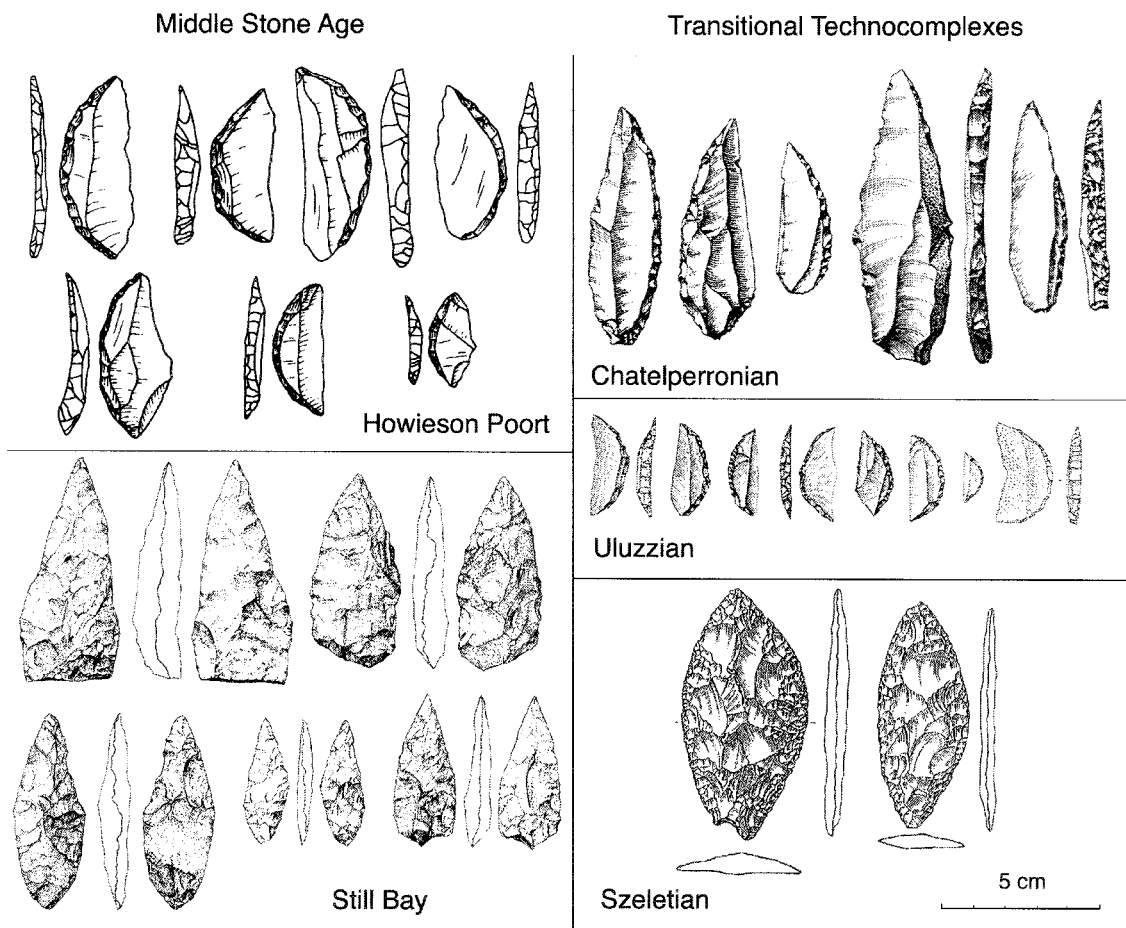 Middle Stone Age
Transitional Technocomplexes
Howieson Poort
Still Bay
Chatelperronian
Uluzzian
Szeletian
5 cm